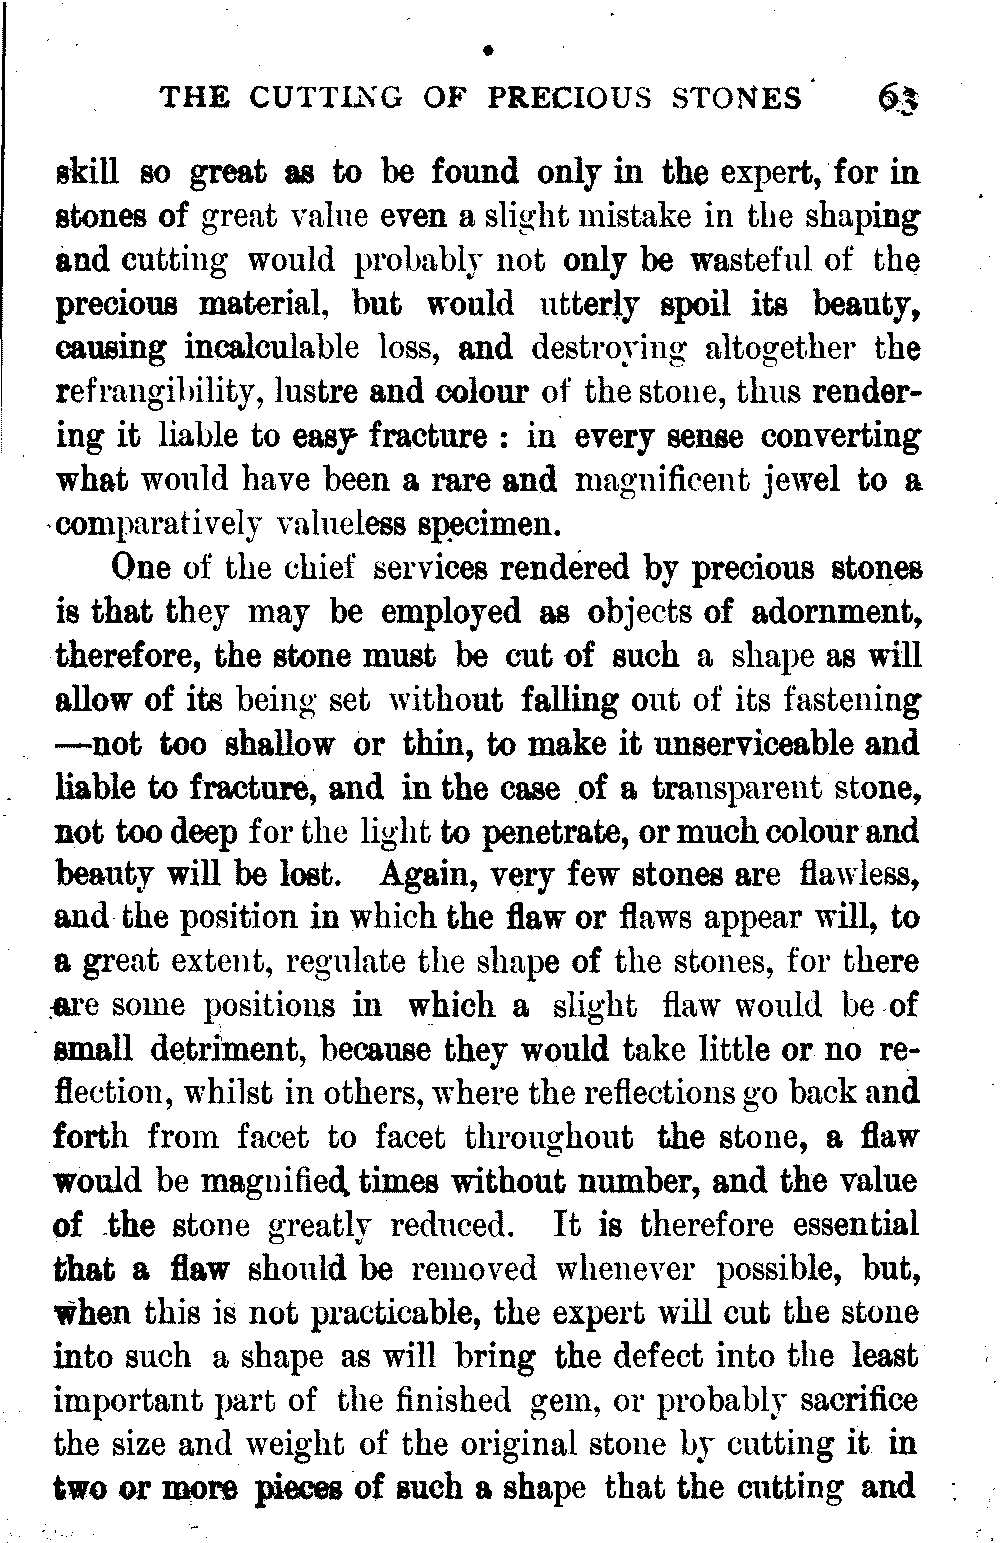 THE CUTTING OF PRECIOUS STONES 63
skill so great as to be found only in the expert, for in
stones of great value even a slight mistake in the shaping
and cutting would probably not only be wasteful of the
precious material, but would utterly spoil its beauty,
causing incalculable loss, and destroying altogether the
refrangibility, lustre and colour of the stone, thus render-
ing it liable to easy fracture : in every sense converting
what would have been a rare and magnificent jewel to a
comparatively valueless specimen.
One of the chief services rendered by precious stones
is that they may be employed as objects of adornment,
therefore, the stone must be cut of such a shape as will
allow of its being set without falling out of its fastening
—not too shallow or thin, to make it unserviceable and
liable to fracture, and in the case of a transparent stone,
not too deep for the light to penetrate, or much colour and
beauty will be lost. Again, very few stones are flawless,
and the position in which the flaw or flaws appear will, to
a great extent, regulate the shape of the stones, for there
are some positions in which a slight flaw would be of
small detriment, because they would take little or no re-
flection, whilst in others, where the reflections go back and
forth from facet to facet throughout the stone, a flaw
would be magnified times without number, and the value
of the stone greatly reduced. It is therefore essential
that a flaw should be removed whenever possible, but,
when this is not practicable, the expert will cut the stone
into such a shape as will bring the defect into the least
important part of the finished gem, or probably sacrifice
the size and weight of the original stone by cutting it in
two or more pieces of such a shape that the cutting and